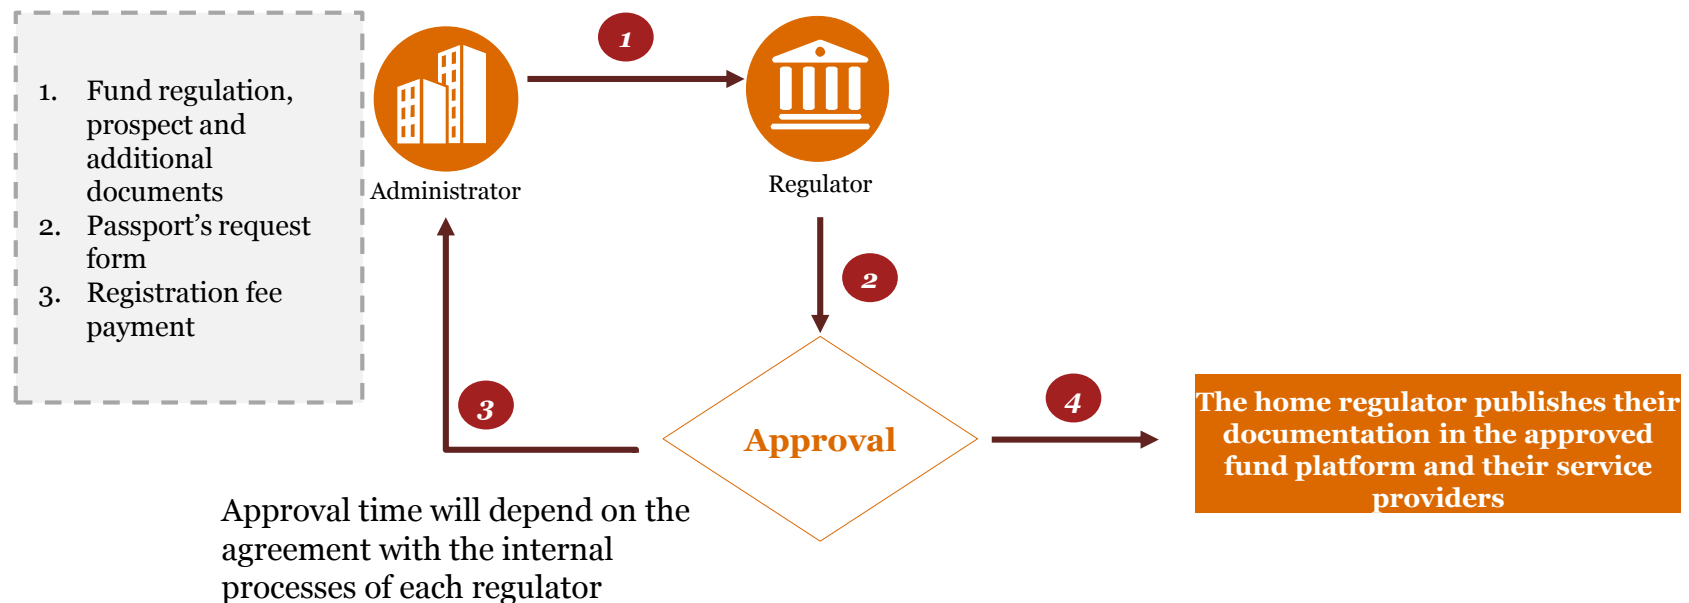 1. Fund regulation,
prospect and
additional
documents
2. Passport’s request
form
3. Registration fee
payment
Administrator
1
Regulator
2
3
Approval
4
The home regulator publishes their
documentation in the approved
fund platform and their service
providers
Approval time will depend on the
agreement with the internal
processes of each regulator